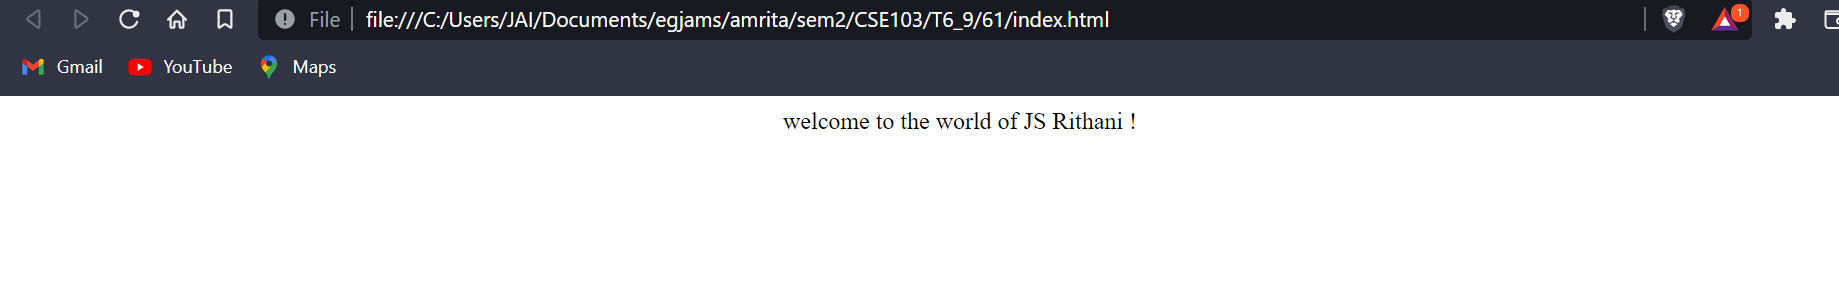 File file:///C:/Users/JAI/Documents/egjams/amrita/sem2/CSE103/T6_9/61/index.html 1
Gmail YouTube Maps
welcome to the world of JS Rithani !